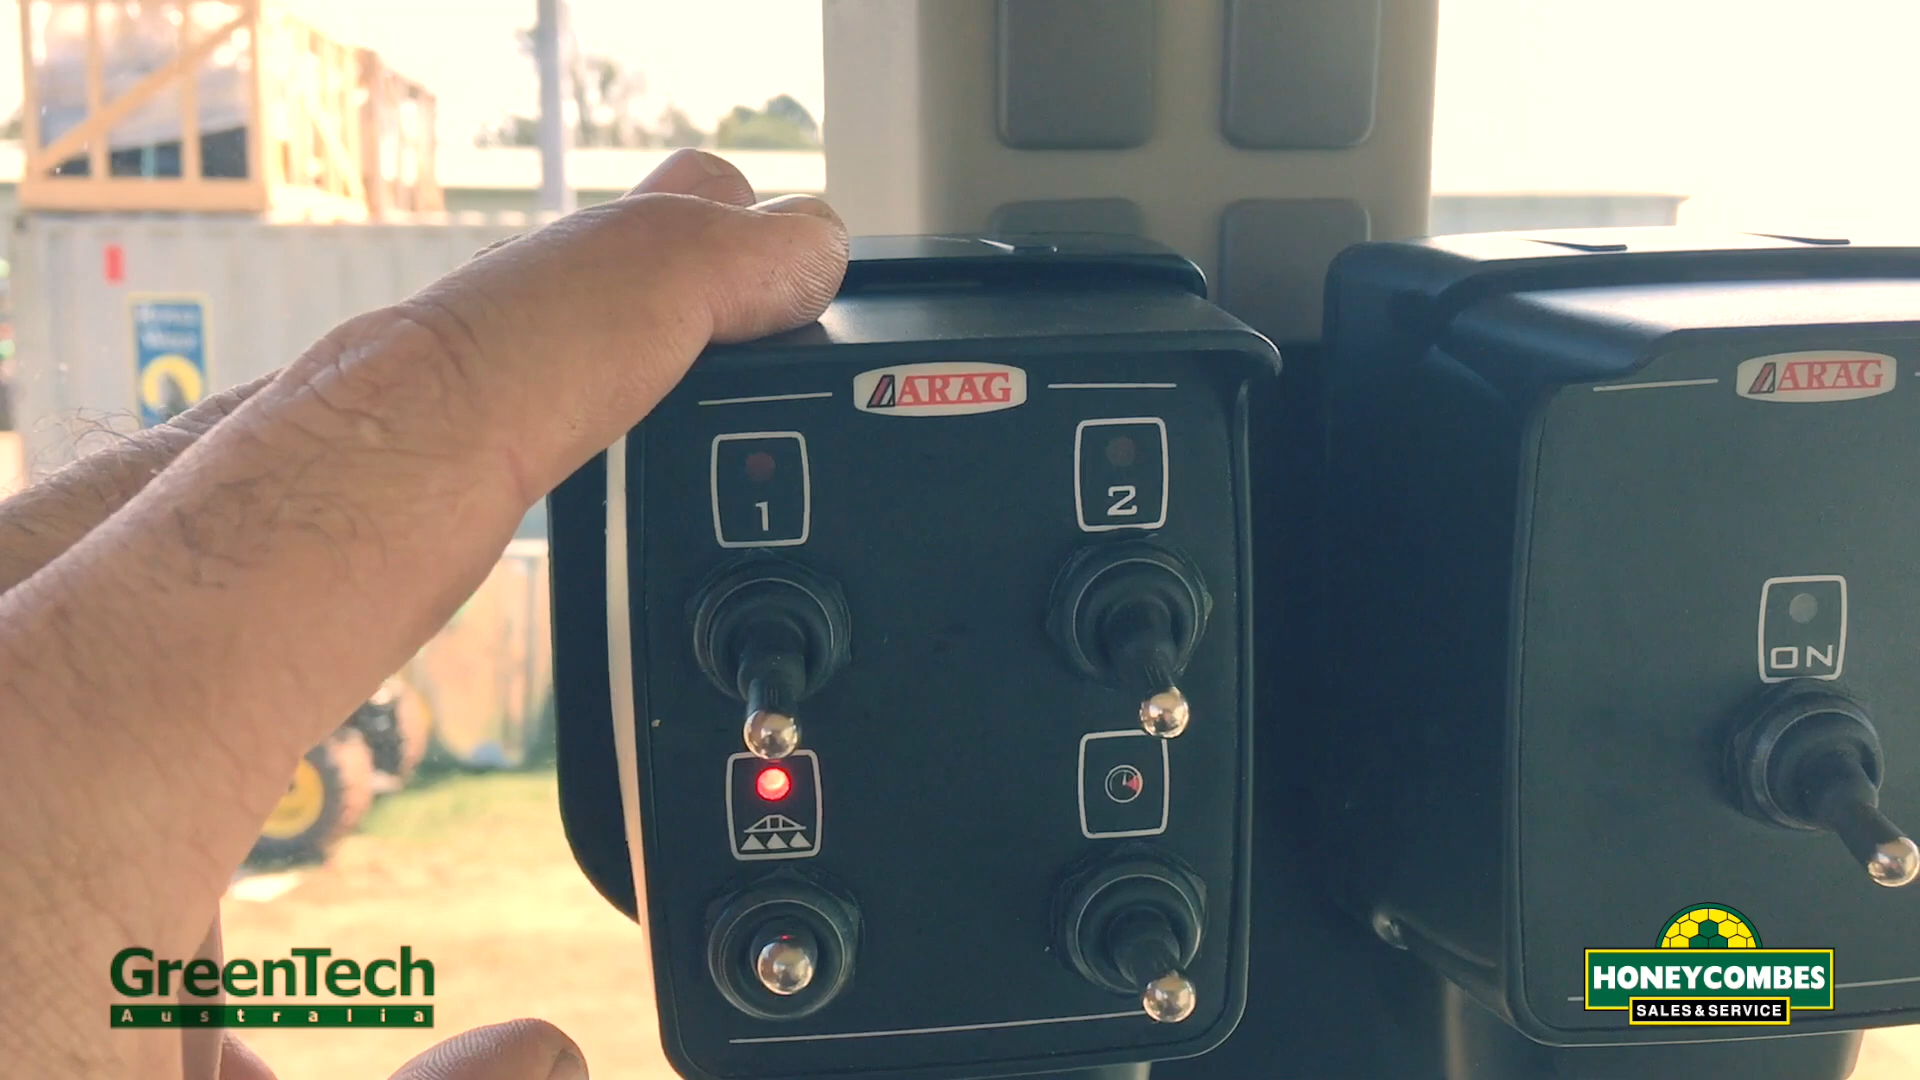 ARAG
ARAG
1
2
ON
GreenTech
Australia
HONEYCOMBES
SALES & SERVICE